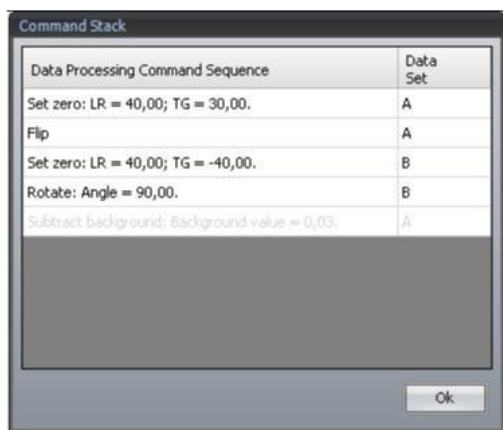 Command Stack
Data Processing Command Sequence Data Set
Set zero: LR = 40,00; TG = 30,00. A
Flip A
Set zero: LR = 40,00; TG = -40,00. B
Rotate: Angle = 90,00. B
Subtract background: Background value = 0,03. A
Ok